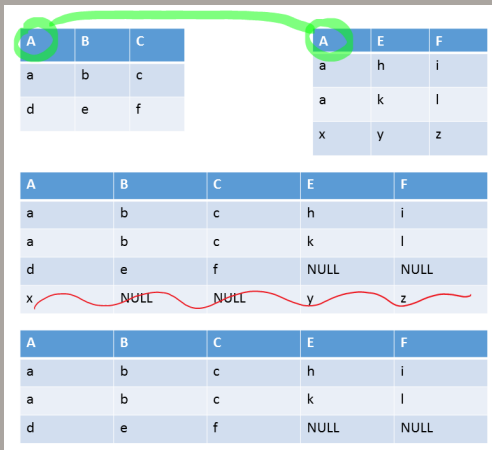 A B C
a b c
d e f
A E F
a h i
a k l
x y z
A B C E F
a b c h i
a b c k l
d e f NULL NULL
x NULL NULL y z
A B C E F
a b c h i
a b c k l
d e f NULL NULL